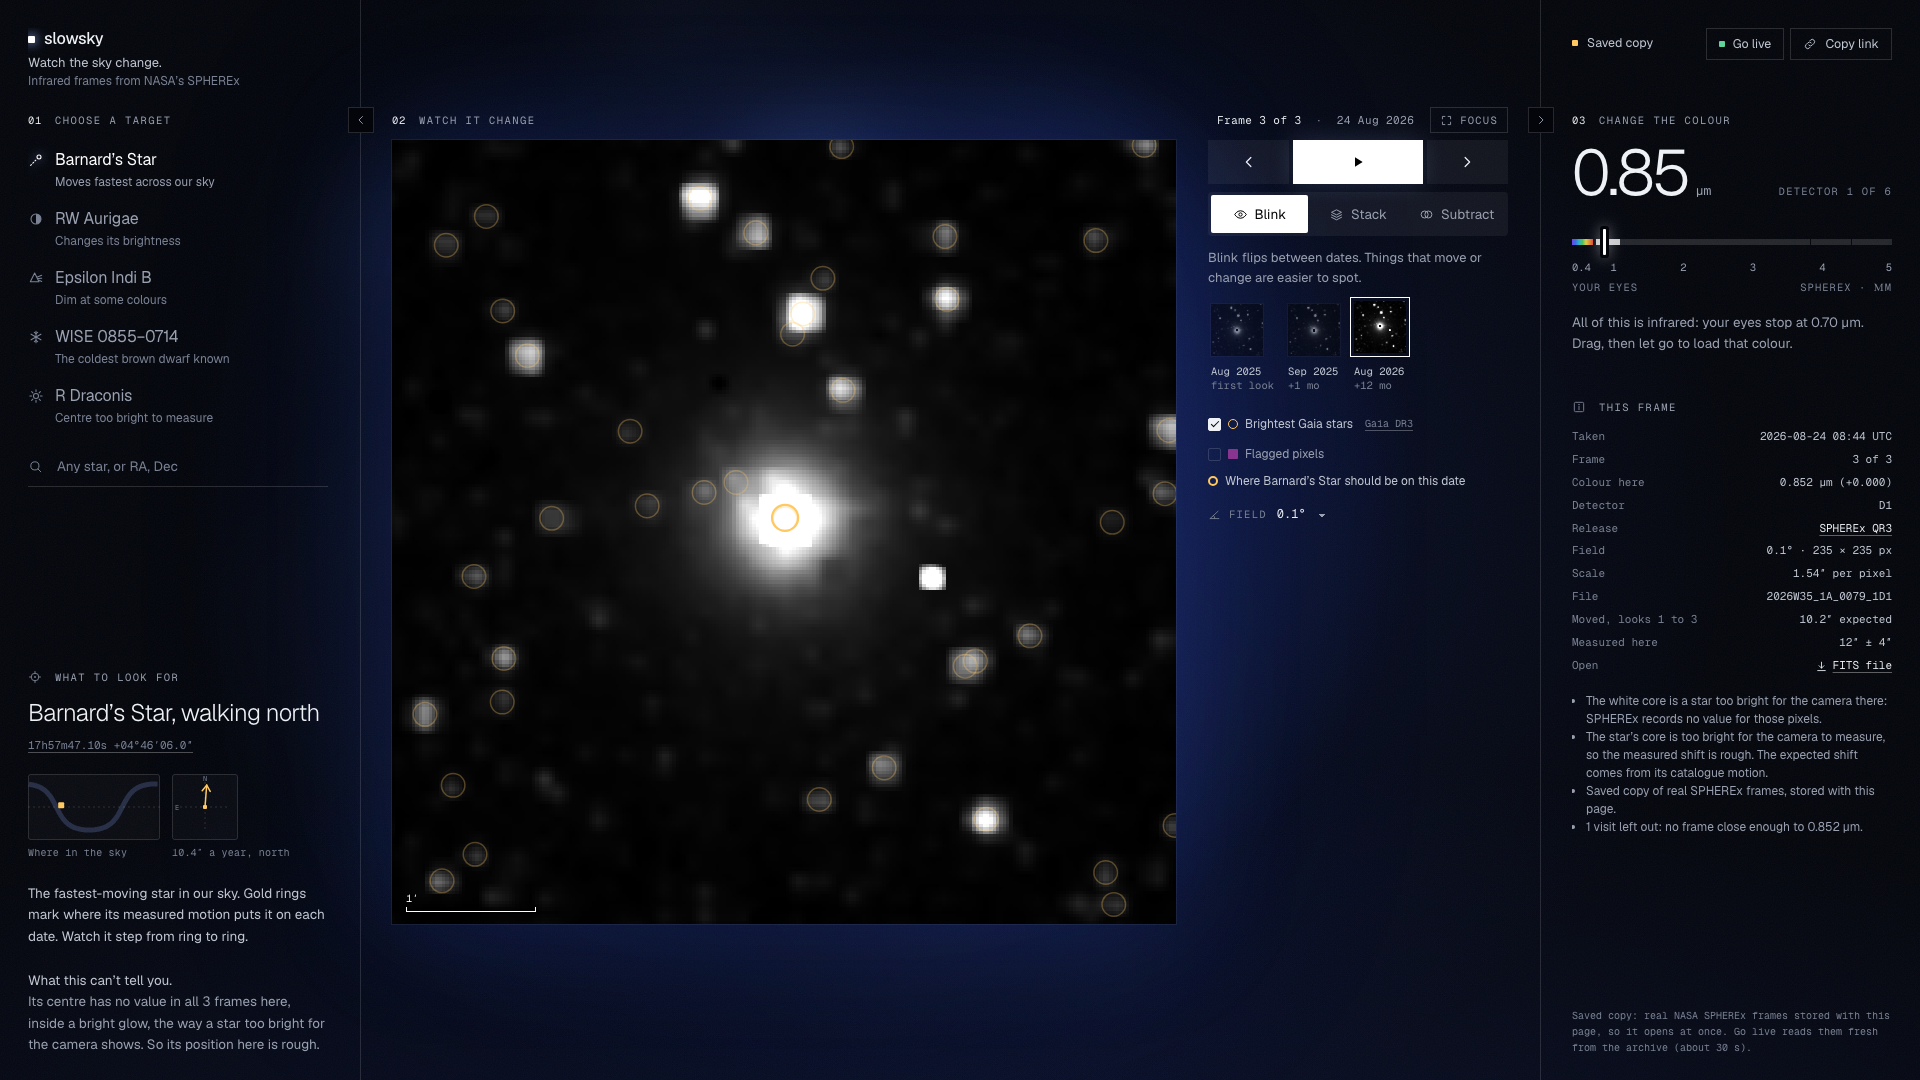 slowsky
Watch the sky change.
Infrared frames from NASA's SPHEREx
01 CHOOSE A TARGET
Barnard’s Star
Moves fastest across our sky
RW Aurigae
Changes its brightness
Epsilon Indi B
Dim at some colours
WISE 0855–0714
The coldest brown dwarf known
R Draconis
Centre too bright to measure
Any star, or RA, Dec
WHAT TO LOOK FOR
Barnard’s Star, walking north
17h57m47.10s +04°46′06.0″
N
E
Where in the sky
10.4″ a year, north
The fastest-moving star in our sky. Gold rings
mark where its measured motion puts it on each
date. Watch it step from ring to ring.
What this can’t tell you.
Its centre has no value in all 3 frames here,
inside a bright glow, the way a star too bright for
the camera shows. So its position here is rough.
02 WATCH IT CHANGE
Frame 3 of 3 · 24 Aug 2026
FOCUS
1′
Blink
Stack
Subtract
Blink flips between dates. Things that move or
change are easier to spot.
Aug 2025
first look
Sep 2025
+1 mo
Aug 2026
+12 mo
Brightest Gaia stars Gaia DR3
Flagged pixels
Where Barnard’s Star should be on this date
FIELD 0.1°
Saved copy
Go live
Copy link
03 CHANGE THE COLOUR
0.85 µm
DETECTOR 1 OF 6
0.4 1 2 3 4 5
YOUR EYES
SPHEREX · MM
All of this is infrared: your eyes stop at 0.70 µm.
Drag, then let go to load that colour.
THIS FRAME
Taken 2026-08-24 08:44 UTC
Frame 3 of 3
Colour here 0.852 µm (+0.000)
Detector D1
Release SPHEREx QR3
Field 0.1° · 235 × 235 px
Scale 1.54″ per pixel
File 2026W35_1A_0079_1D1
Moved, looks 1 to 3 10.2″ expected
Measured here 12″ ± 4″
Open FITS file
• The white core is a star too bright for the camera there:
SPHEREx records no value for those pixels.
• The star’s core is too bright for the camera to measure,
so the measured shift is rough. The expected shift
comes from its catalogue motion.
• Saved copy of real SPHEREx frames, stored with this
page.
• 1 visit left out: no frame close enough to 0.852 µm.
Saved copy: real NASA SPHEREx frames stored with this
page, so it opens at once. Go live reads them fresh
from the archive (about 30 s).